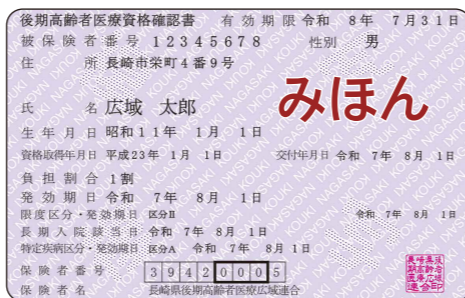 後期高齢者医療資格確認書 有効期限 令和 8年 7月31日
被保険者番号 12345678 性別 男
住所 長崎市栄町4番9号
みほん
氏名 広域 太郎
生年月日 昭和11年 1月 1日
資格取得年月日 平成23年 1月 1日 交付年月日 令和 7年 8月 1日
負担割合 1割
発効期日 令和 7年 8月 1日
限度区分・発効期日 区分Ⅱ 令和 7年 8月 1日
長期入院該当日 令和 7年 8月 1日
特定疾病区分・発効期日 区分A 令和 7年 8月 1日
保険者番号 39420005
保険者名 長崎県後期高齢者医療広域連合